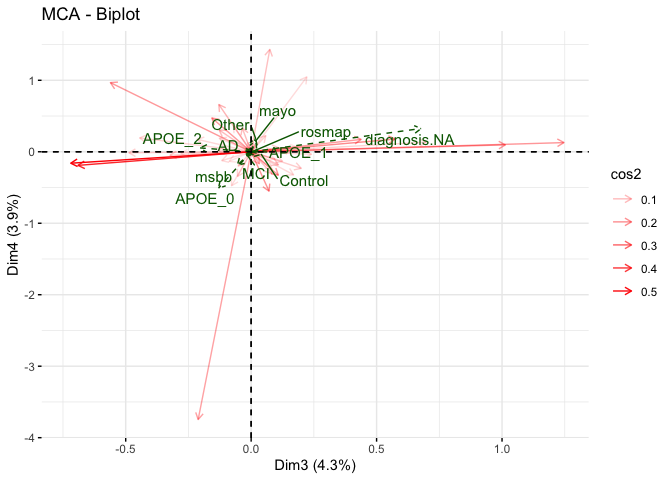 MCA - Biplot
Dim4 (3.9%)
1
0
-1
-2
-3
-4
mayo
Other
rosmap
APOE_2
AD
diagnosis.NA
APOE_1
msbb
MCI
Control
APOE_0
-0.5
0.0
0.5
1.0
Dim3 (4.3%)
cos2
0.1
0.2
0.3
0.4
0.5